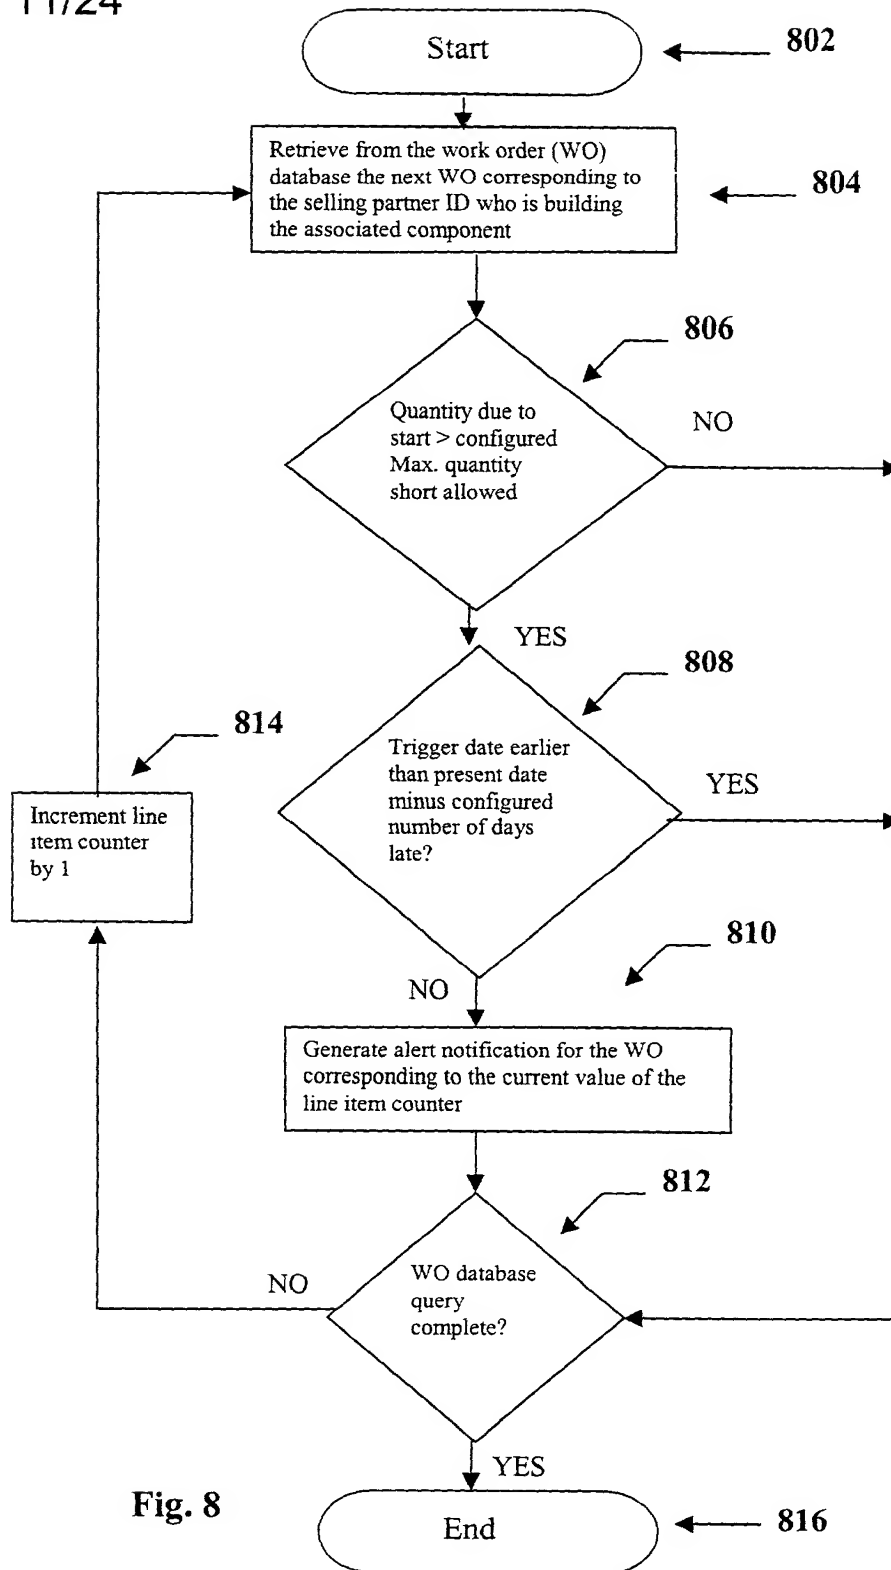 11/24
Start
802
Retrieve from the work order (WO)
database the next WO corresponding to
the selling partner ID who is building
the associated component
804
806
Quantity due to
start > configured
Max. quantity
short allowed
NO
YES
808
Trigger date earlier
than present date
minus configured
number of days
late?
YES
814
Increment line
item counter
by 1
810
NO
Generate alert notification for the WO
corresponding to the current value of the
line item counter
812
WO database
query
complete?
NO
YES
Fig. 8
End
816